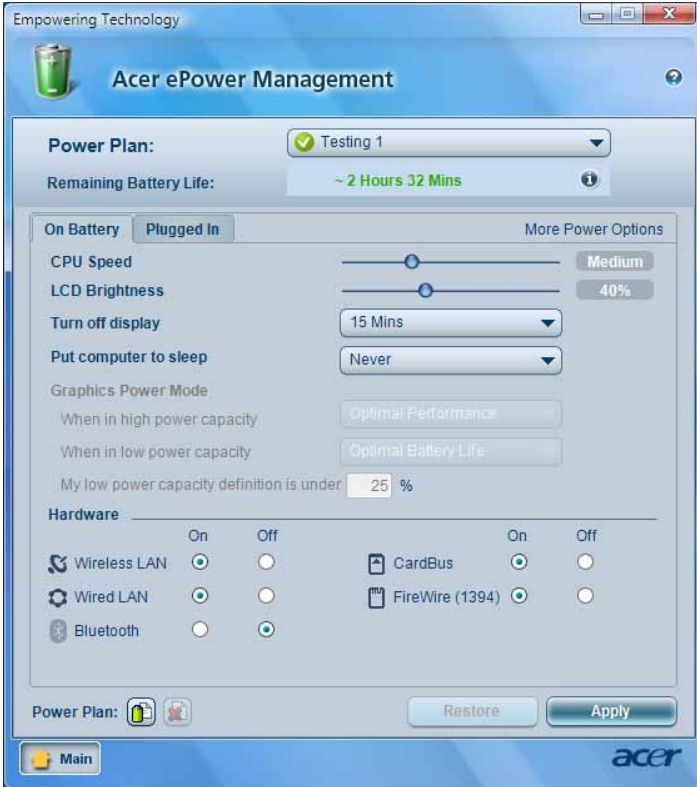 Empowering Technology
Acer ePower Management
Power Plan: Testing 1
Remaining Battery Life: ~ 2 Hours 32 Mins
On Battery Plugged In More Power Options
CPU Speed Medium
LCD Brightness 40%
Turn off display 15 Mins
Put computer to sleep Never
Graphics Power Mode
When in high power capacity Optimal Performance
When in low power capacity Optimal Battery Life
My low power capacity definition is under 25 %
Hardware
On Off On Off
Wireless LAN CardBus
Wired LAN FireWire (1394)
Bluetooth
Power Plan: Restore Apply
Main acer